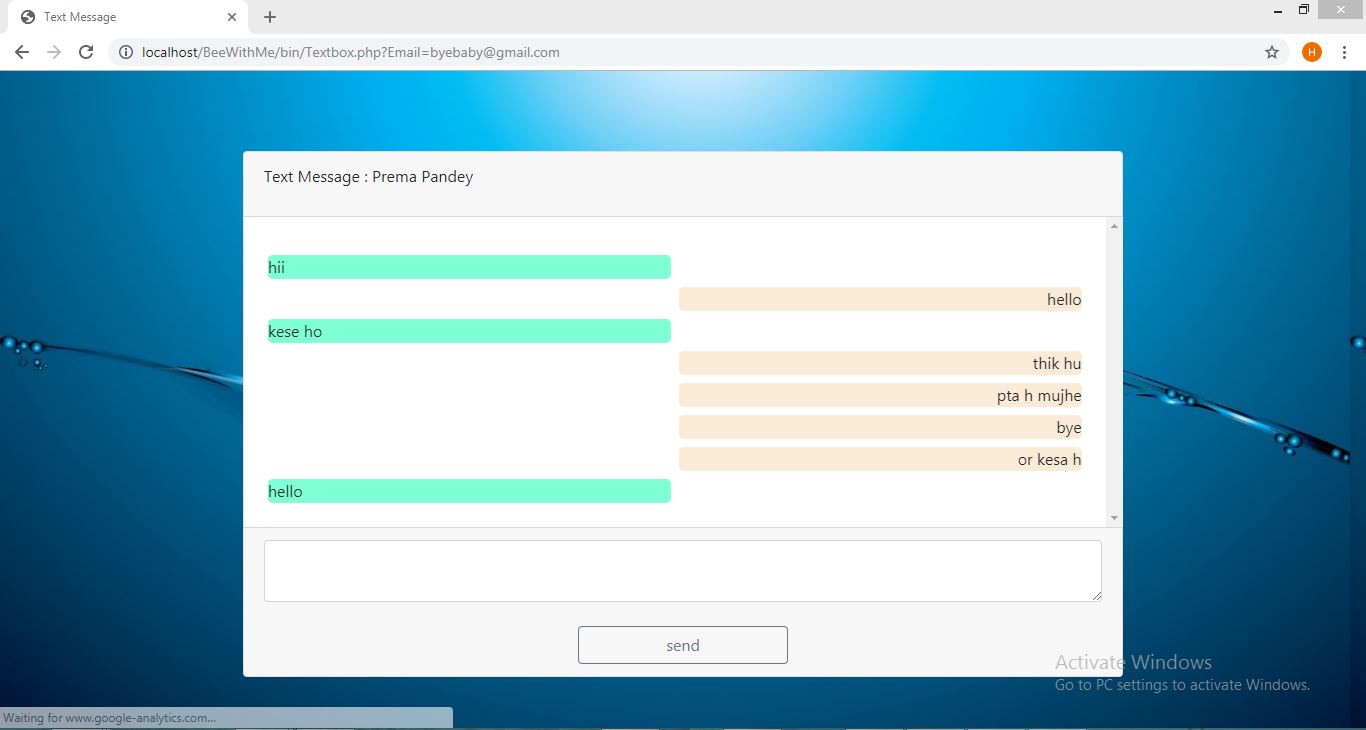 Text Message
localhost/BeeWithMe/bin/Textbox.php?Email=byebaby@gmail.com
H
Text Message : Prema Pandey
hii
hello
kese ho
thik hu
pta h mujhe
bye
or kesa h
hello
send
Activate Windows
Go to PC settings to activate Windows.
Waiting for www.google-analytics.com...